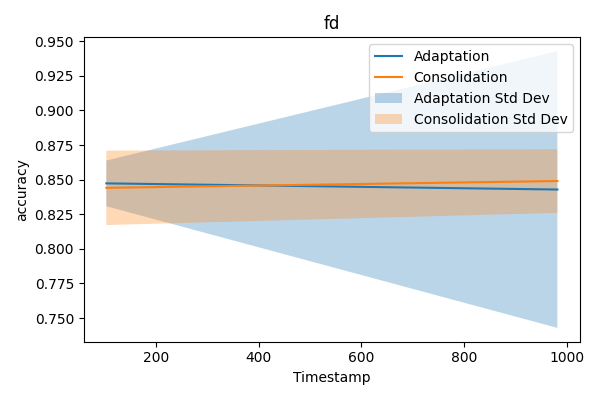 fd
Adaptation
Consolidation
Adaptation Std Dev
Consolidation Std Dev
accuracy
0.950
0.925
0.900
0.875
0.850
0.825
0.800
0.775
0.750
200
400
600
800
1000
Timestamp